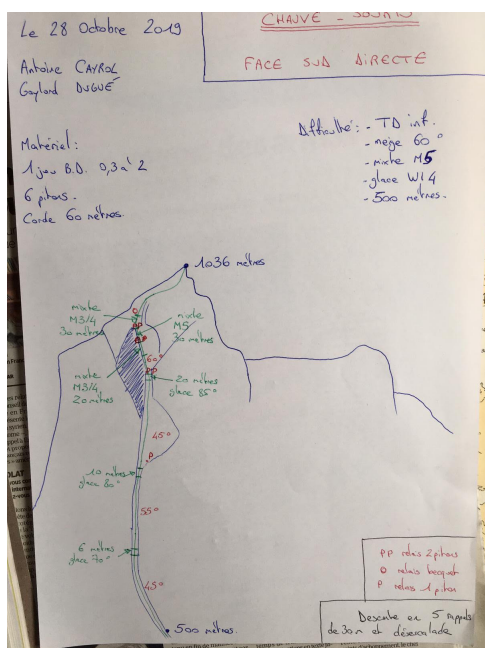 Le 28 Octobre 2019
CHAUVE - SOURIS
FACE SUD DIRECTE
Antoine CAYROL
Gaylord DUGUÉ
Difficulté : - TD inf.
- neige 60°
- mixte M5
- glace WI4
- 500 mètres.
Matériel :
1 jeu B.D. 0,3 à 2
6 pitons.
Corde 60 mètres.
1036 mètres
mixte
M3/4
30 mètres
mixte
M5
30 mètres
mixte
M3/4
20 mètres
60°
PP
20 mètres
glace 85°
45°
P
10 mètres
glace 80°
55°
6 mètres
glace 70°
45°
500 mètres.
PP relais 2 pitons
O relais becquet
P relais 1 piton
Descente en 5 rappels
de 30m et désescalade